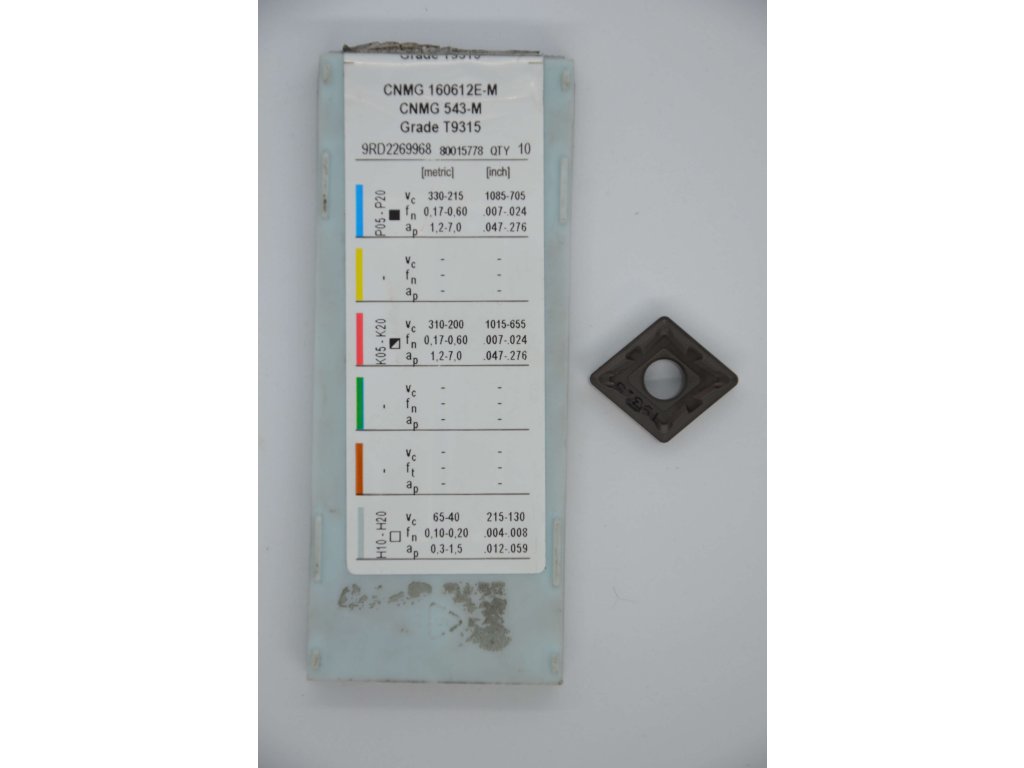 Grade T9315
CNMG 160612E-M
CNMG 543-M
Grade T9315
9RD2269968 80015778 QTY 10
[metric] [inch]
P05 - P20
vc 330-215 1085-705
fn 0,17-0,60 .007-.024
ap 1,2-7,0 .047-.276
vc - -
fn - -
ap - -
K05 - K20
vc 310-200 1015-655
fn 0,17-0,60 .007-.024
ap 1,2-7,0 .047-.276
vc - -
fn - -
ap - -
vc - -
ft - -
ap - -
H10 - H20
vc 65-40 215-130
fn 0,10-0,20 .004-.008
ap 0,3-1,5 .012-.059